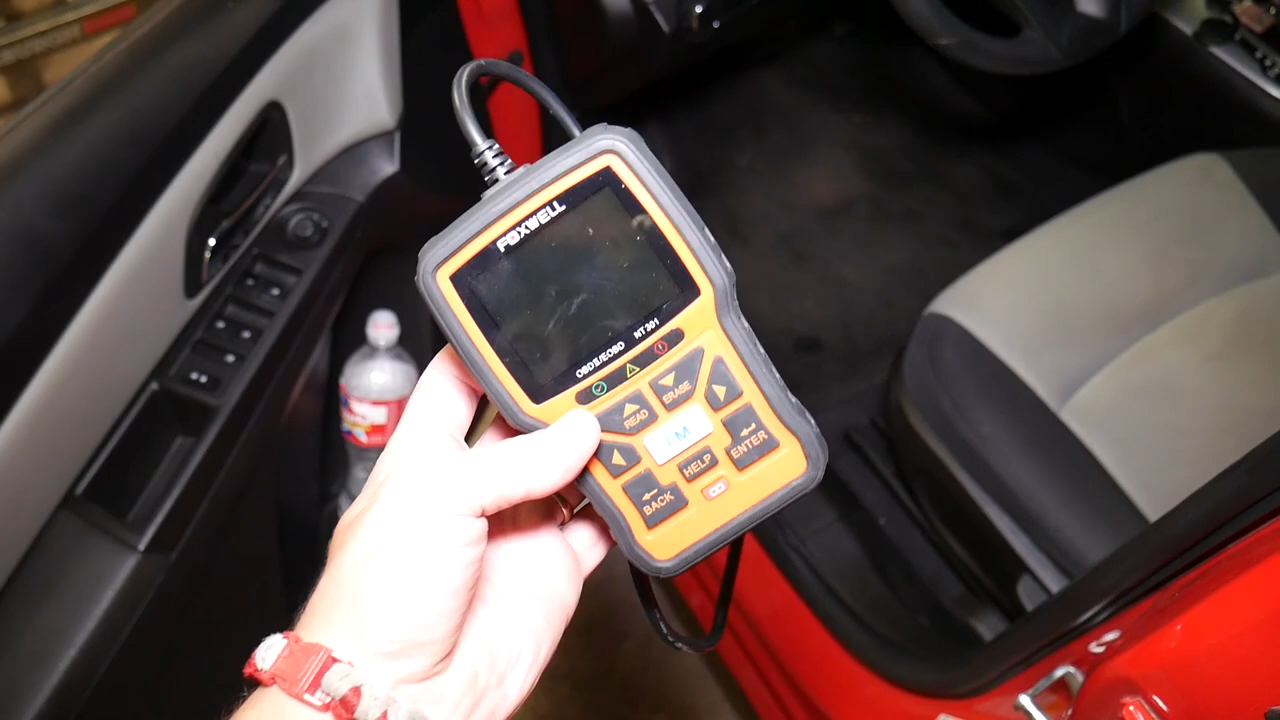 FOXWELL
OBDII/EOBD NT301
READ
ERASE
I/M
HELP
ENTER
BACK